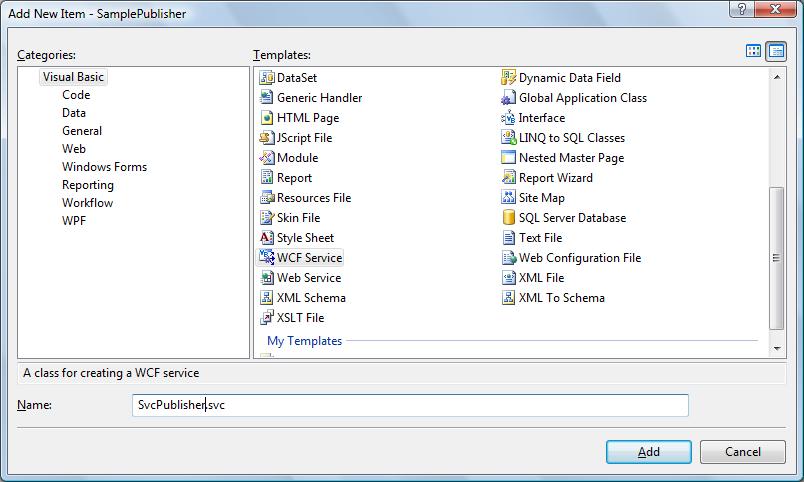 Add New Item - SamplePublisher
Categories:
Templates:
Visual Basic
Code
Data
General
Web
Windows Forms
Reporting
Workflow
WPF
DataSet
Dynamic Data Field
Generic Handler
Global Application Class
HTML Page
Interface
JScript File
LINQ to SQL Classes
Module
Nested Master Page
Report
Report Wizard
Resources File
Site Map
Skin File
SQL Server Database
Style Sheet
Text File
WCF Service
Web Configuration File
Web Service
XML File
XML Schema
XML To Schema
XSLT File
My Templates
A class for creating a WCF service
Name:
SvcPublisher.svc
Add
Cancel